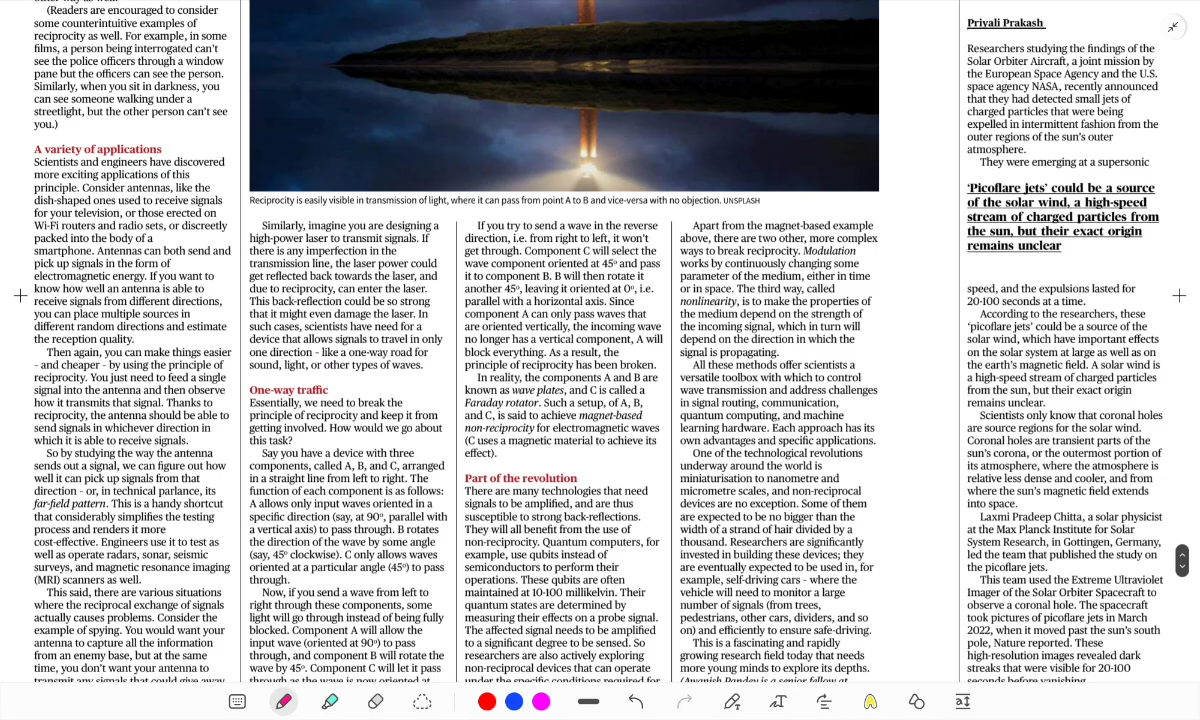 (Readers are encouraged to consider
some counterintuitive examples of
reciprocity as well. For example, in some
films, a person being interrogated can't
see the police officers through a window
pane but the officers can see the person.
Similarly, when you sit in darkness, you
can see someone walking under a
streetlight, but the other person can't see
you.)
A variety of applications
Scientists and engineers have discovered
more exciting applications of this
principle. Consider antennas, like the
dish-shaped ones used to receive signals
for your television, or those erected on
Wi-Fi routers and radio sets, or discreetly
packed into the body of a
smartphone. Antennas can both send and
pick up signals in the form of
electromagnetic energy. If you want to
know how well an antenna is able to
receive signals from different directions,
you can place multiple sources in
different random directions and estimate
the reception quality.
Then again, you can make things easier
- and cheaper - by using the principle of
reciprocity. You just need to feed a single
signal into the antenna and then observe
how it transmits that signal. Thanks to
reciprocity, the antenna should be able to
send signals in whichever direction in
which it is able to receive signals.
So by studying the way the antenna
sends out a signal, we can figure out how
well it can pick up signals from that
direction - or, in technical parlance, its
far-field pattern. This is a handy shortcut
that considerably simplifies the testing
process and renders it more
cost-effective. Engineers use it to test as
well as operate radars, sonar, seismic
surveys, and magnetic resonance imaging
(MRI) scanners as well.
This said, there are various situations
where the reciprocal exchange of signals
actually causes problems. Consider the
example of spying. You would want your
antenna to capture all the information
from an enemy base, but at the same
time, you don't want your antenna to
transmit any signals that could give away
Reciprocity is easily visible in transmission of light, where it can pass from point A to B and vice-versa with no objection. UNSPLASH
Similarly, imagine you are designing a
high-power laser to transmit signals. If
there is any imperfection in the
transmission line, the laser power could
get reflected back towards the laser, and
due to reciprocity, can enter the laser.
This back-reflection could be so strong
that it might even damage the laser. In
such cases, scientists have need for a
device that allows signals to travel in only
one direction - like a one-way road for
sound, light, or other types of waves.
One-way traffic
Essentially, we need to break the
principle of reciprocity and keep it from
getting involved. How would we go about
this task?
Say you have a device with three
components, called A, B, and C, arranged
in a straight line from left to right. The
function of each component is as follows:
A allows only input waves oriented in a
specific direction (say, at 90º, parallel with
a vertical axis) to pass through. B rotates
the direction of the wave by some angle
(say, 45º clockwise). C only allows waves
oriented at a particular angle (45º) to pass
through.
Now, if you send a wave from left to
right through these components, some
light will go through instead of being fully
blocked. Component A will allow the
input wave (oriented at 90º) to pass
through, and component B will rotate the
wave by 45º. Component C will let it pass
through as the wave is now oriented at
If you try to send a wave in the reverse
direction, i.e. from right to left, it won't
get through. Component C will select the
wave component oriented at 45º and pass
it to component B. B will then rotate it
another 45º, leaving it oriented at 0º, i.e.
parallel with a horizontal axis. Since
component A can only pass waves that
are oriented vertically, the incoming wave
no longer has a vertical component, A will
block everything. As a result, the
principle of reciprocity has been broken.
In reality, the components A and B are
known as wave plates, and C is called a
Faraday rotator. Such a setup, of A, B,
and C, is said to achieve magnet-based
non-reciprocity for electromagnetic waves
(C uses a magnetic material to achieve its
effect).
Part of the revolution
There are many technologies that need
signals to be amplified, and are thus
susceptible to strong back-reflections.
They will all benefit from the use of
non-reciprocity. Quantum computers, for
example, use qubits instead of
semiconductors to perform their
operations. These qubits are often
maintained at 10-100 millikelvin. Their
quantum states are determined by
measuring their effects on a probe signal.
The affected signal needs to be amplified
to a significant degree to be sensed. So
researchers are also actively exploring
non-reciprocal devices that can operate
under the specific conditions required for
Apart from the magnet-based example
above, there are two other, more complex
ways to break reciprocity. Modulation
works by continuously changing some
parameter of the medium, either in time
or in space. The third way, called
nonlinearity, is to make the properties of
the medium depend on the strength of
the incoming signal, which in turn will
depend on the direction in which the
signal is propagating.
All these methods offer scientists a
versatile toolbox with which to control
wave transmission and address challenges
in signal routing, communication,
quantum computing, and machine
learning hardware. Each approach has its
own advantages and specific applications.
One of the technological revolutions
underway around the world is
miniaturisation to nanometre and
micrometre scales, and non-reciprocal
devices are no exception. Some of them
are expected to be no bigger than the
width of a strand of hair divided by a
thousand. Researchers are significantly
invested in building these devices; they
are eventually expected to be used in, for
example, self-driving cars - where the
vehicle will need to monitor a large
number of signals (from trees,
pedestrians, other cars, dividers, and so
on) and efficiently to ensure safe-driving.
This is a fascinating and rapidly
growing research field today that needs
more young minds to explore its depths.
(Awanish Pandey is a senior fellow at
Priyali Prakash
Researchers studying the findings of the
Solar Orbiter Aircraft, a joint mission by
the European Space Agency and the U.S.
space agency NASA, recently announced
that they had detected small jets of
charged particles that were being
expelled in intermittent fashion from the
outer regions of the sun's outer
atmosphere.
They were emerging at a supersonic
'Picoflare jets' could be a source
of the solar wind, a high-speed
stream of charged particles from
the sun, but their exact origin
remains unclear
speed, and the expulsions lasted for
20-100 seconds at a time.
According to the researchers, these
'picoflare jets' could be a source of the
solar wind, which have important effects
on the solar system at large as well as on
the earth's magnetic field. A solar wind is
a high-speed stream of charged particles
from the sun, but their exact origin
remains unclear.
Scientists only know that coronal holes
are source regions for the solar wind.
Coronal holes are transient parts of the
sun's corona, or the outermost portion of
its atmosphere, where the atmosphere is
relative less dense and cooler, and from
where the sun's magnetic field extends
into space.
Laxmi Pradeep Chitta, a solar physicist
at the Max Planck Institute for Solar
System Research, in Gottingen, Germany,
led the team that published the study on
the picoflare jets.
This team used the Extreme Ultraviolet
Imager of the Solar Orbiter Spacecraft to
observe a coronal hole. The spacecraft
took pictures of picoflare jets in March
2022, when it moved past the sun's south
pole, Nature reported. These
high-resolution images revealed dark
streaks that were visible for 20-100
seconds before vanishing.